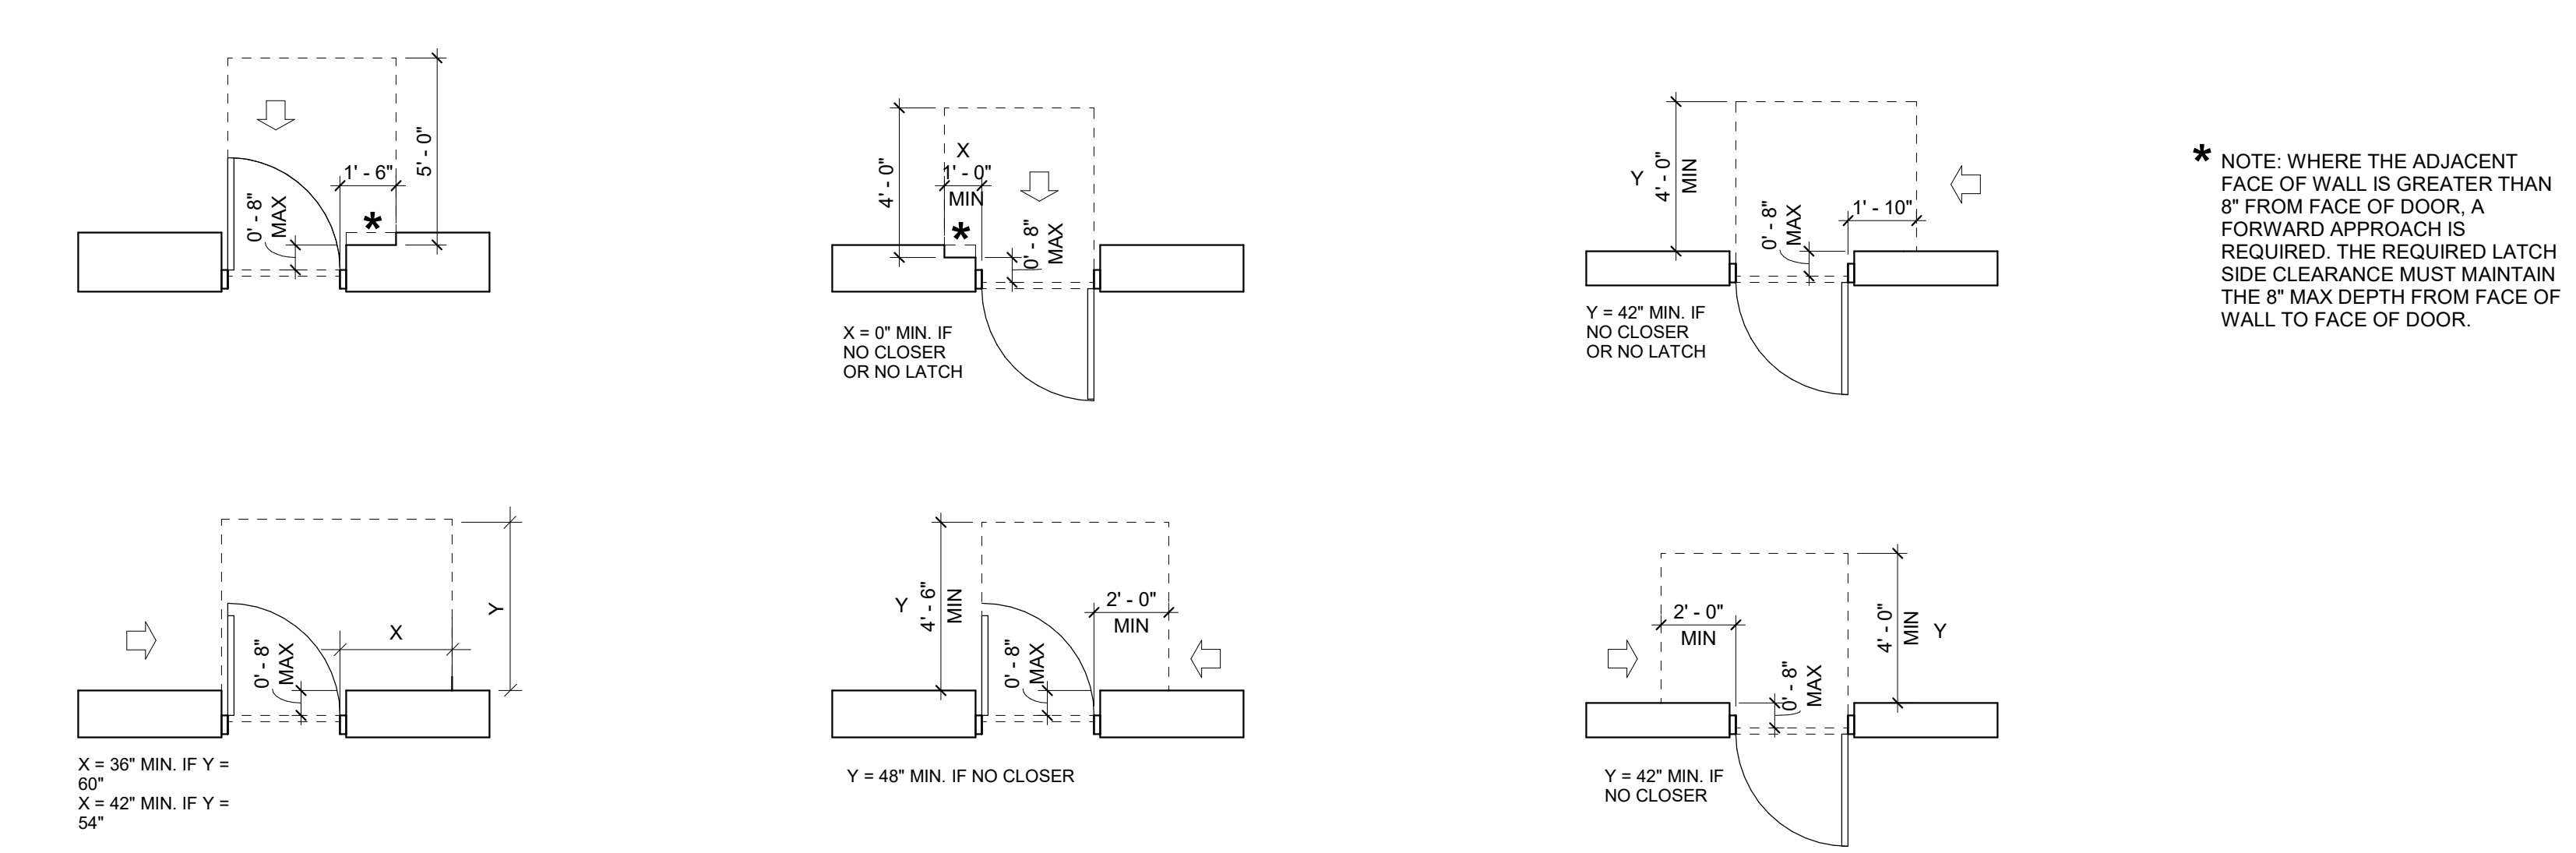 5' - 0"
1' - 6"
0' - 8"
MAX
*
4' - 0"
X
1' - 0"
MIN
*
0' - 8"
MAX
X = 0" MIN. IF
NO CLOSER
OR NO LATCH
Y
4' - 0"
MIN
0' - 8"
MAX
1' - 10"
Y = 42" MIN. IF
NO CLOSER
OR NO LATCH
* NOTE: WHERE THE ADJACENT
FACE OF WALL IS GREATER THAN
8" FROM FACE OF DOOR, A
FORWARD APPROACH IS
REQUIRED. THE REQUIRED LATCH
SIDE CLEARANCE MUST MAINTAIN
THE 8" MAX DEPTH FROM FACE OF
WALL TO FACE OF DOOR.
Y
X
0' - 8"
MAX
X = 36" MIN. IF Y =
60"
X = 42" MIN. IF Y =
54"
Y
4' - 6"
MIN
2' - 0"
MIN
0' - 8"
MAX
Y = 48" MIN. IF NO CLOSER
2' - 0"
MIN
4' - 0"
MIN
Y
0' - 8"
MAX
Y = 42" MIN. IF
NO CLOSER